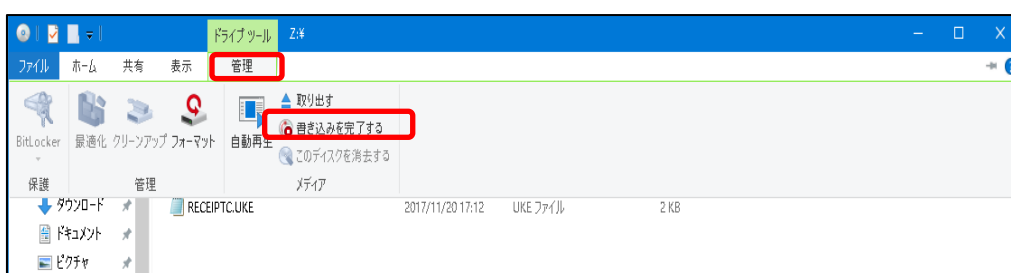 ドライブ ツール Z:¥
ファイル ホーム 共有 表示 管理
取り出す
書き込みを完了する
このディスクを消去する
BitLocker 最適化 クリーンアップ フォーマット 自動再生
保護 管理 メディア
ダウンロード RECEIPTC.UKE 2017/11/20 17:12 UKE ファイル 2 KB
ドキュメント
ピクチャ